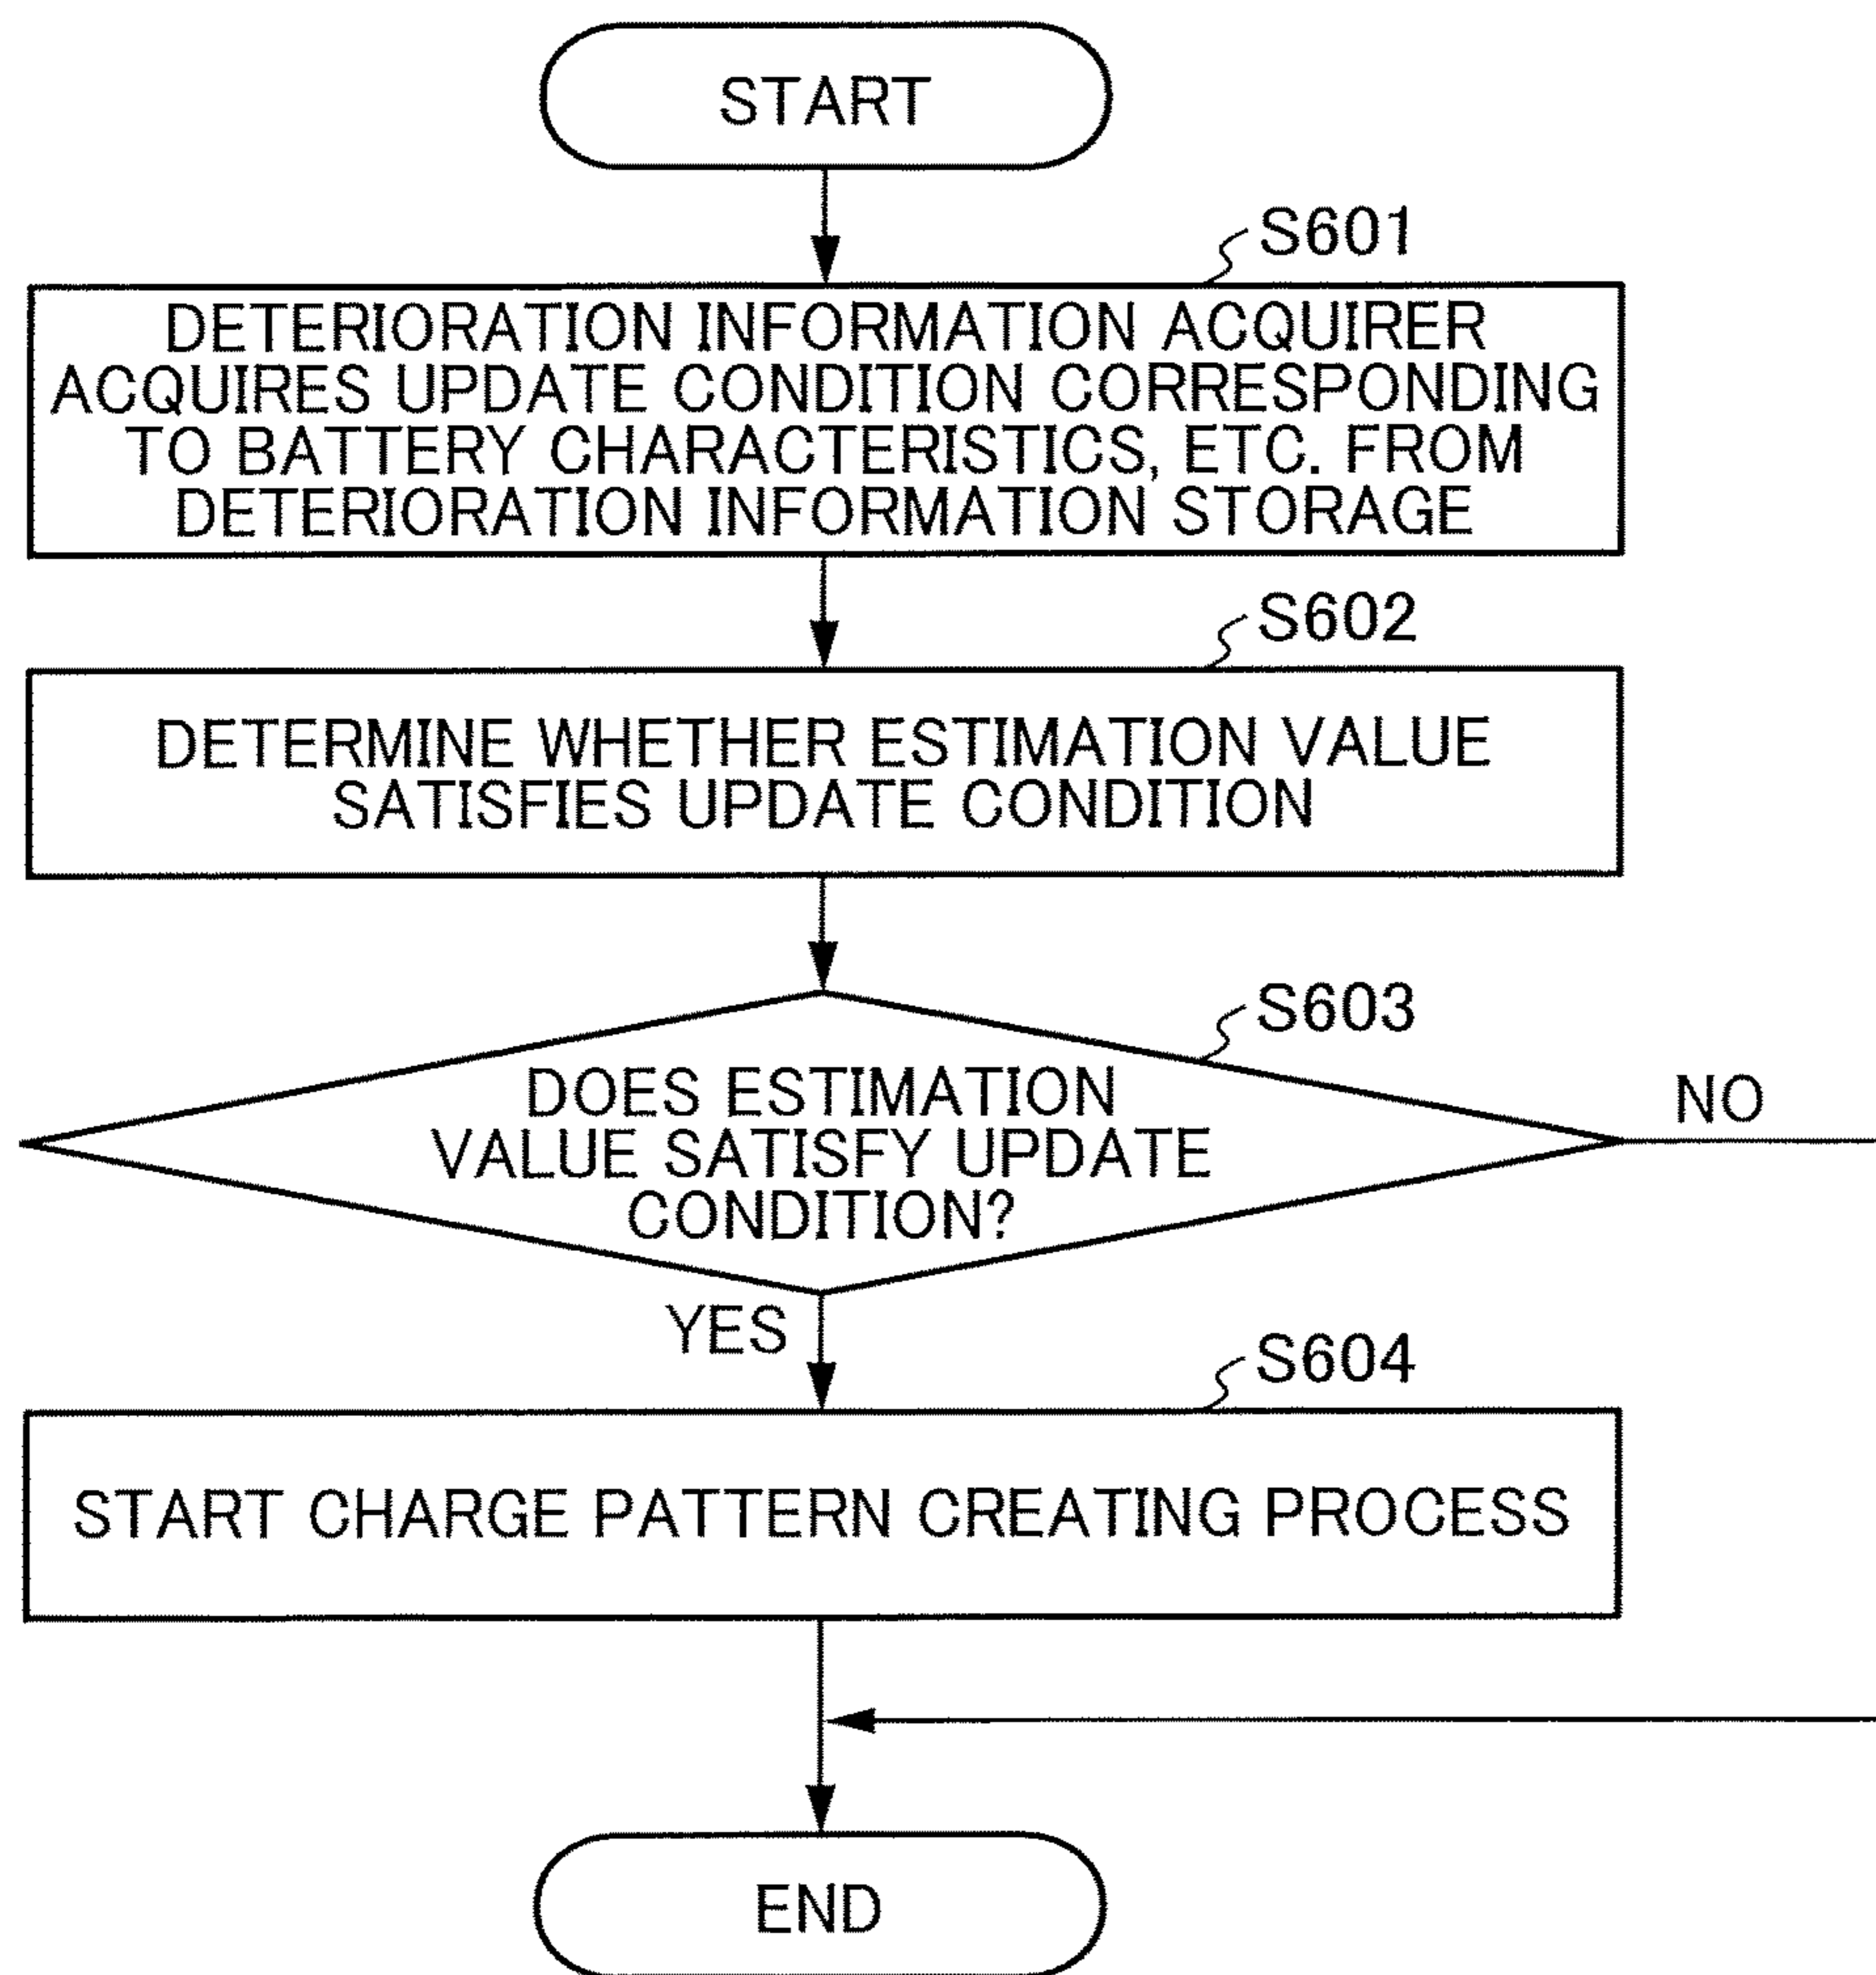 START
S601
DETERIORATION INFORMATION ACQUIRER
ACQUIRES UPDATE CONDITION CORRESPONDING
TO BATTERY CHARACTERISTICS, ETC. FROM
DETERIORATION INFORMATION STORAGE
S602
DETERMINE WHETHER ESTIMATION VALUE
SATISFIES UPDATE CONDITION
S603
DOES ESTIMATION
VALUE SATISFY UPDATE
CONDITION?
NO
YES
S604
START CHARGE PATTERN CREATING PROCESS
END